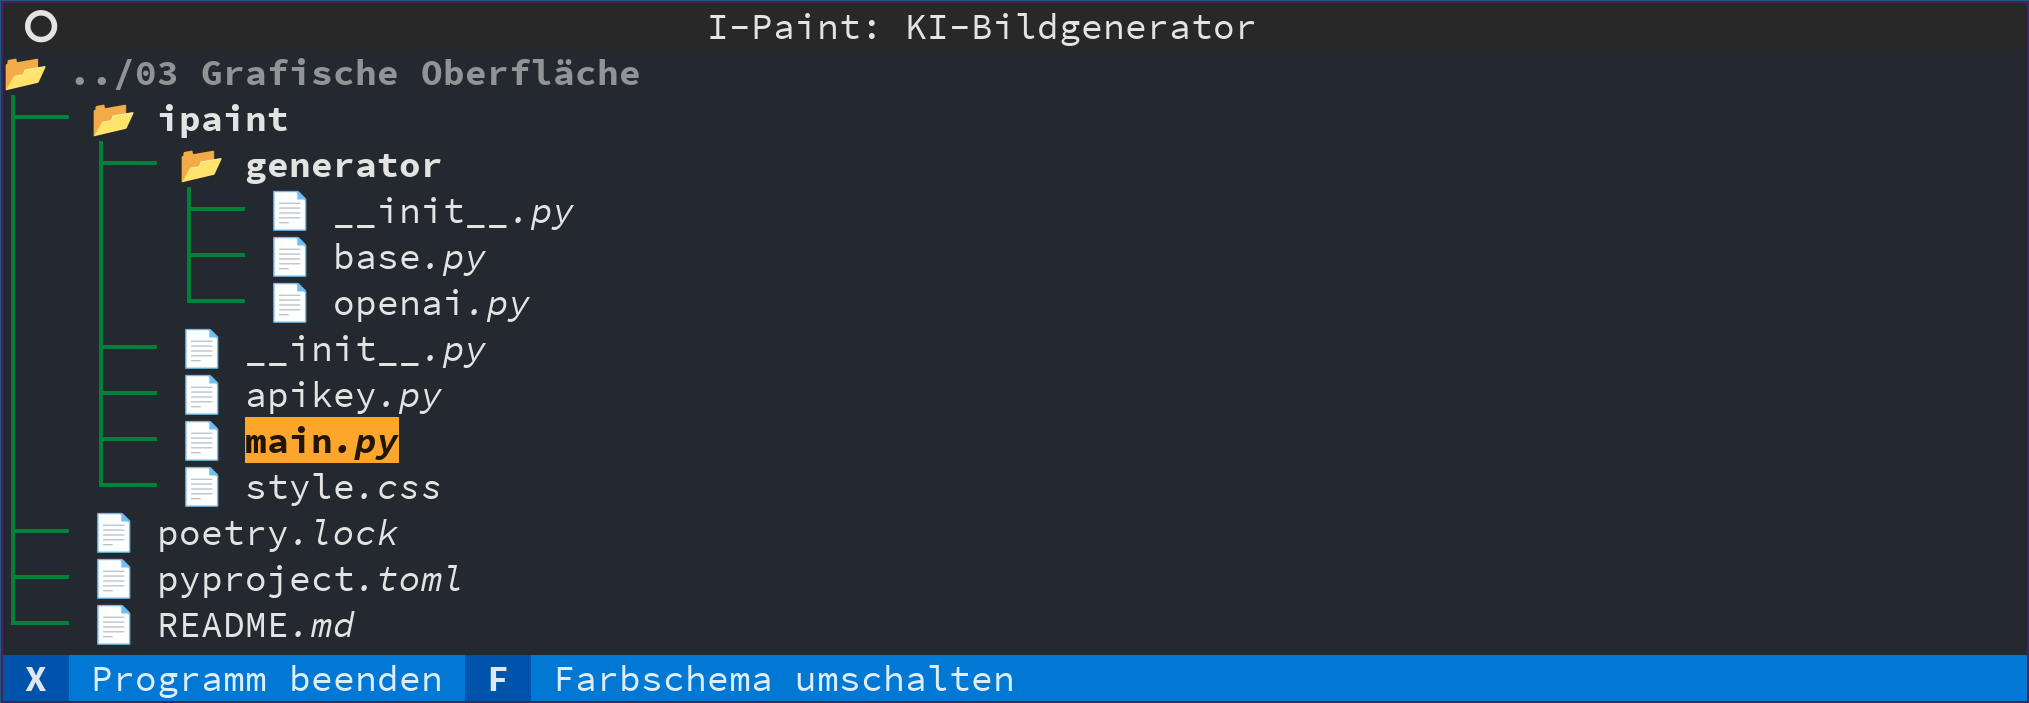 I-Paint: KI-Bildgenerator
../03 Grafische Oberfläche
ipaint
generator
__init__.py
base.py
openai.py
__init__.py
apikey.py
main.py
style.css
poetry.lock
pyproject.toml
README.md
X Programm beenden F Farbschema umschalten